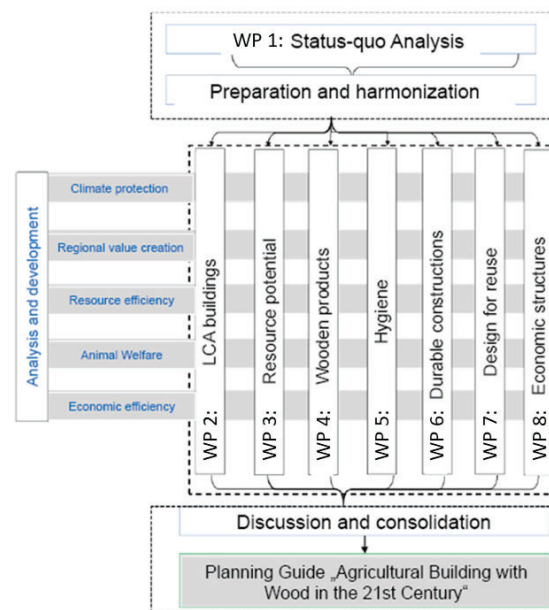 WP 1: Status-quo Analysis
Preparation and harmonization
Analysis and development
Climate protection
Regional value creation
Resource efficiency
Animal Welfare
Economic efficiency
WP 2: LCA buildings
WP 3: Resource potential
WP 4: Wooden products
WP 5: Hygiene
WP 6: Durable constructions
WP 7: Design for reuse
WP 8: Economic structures
Discussion and consolidation
Planning Guide „Agricultural Building with
Wood in the 21st Century“